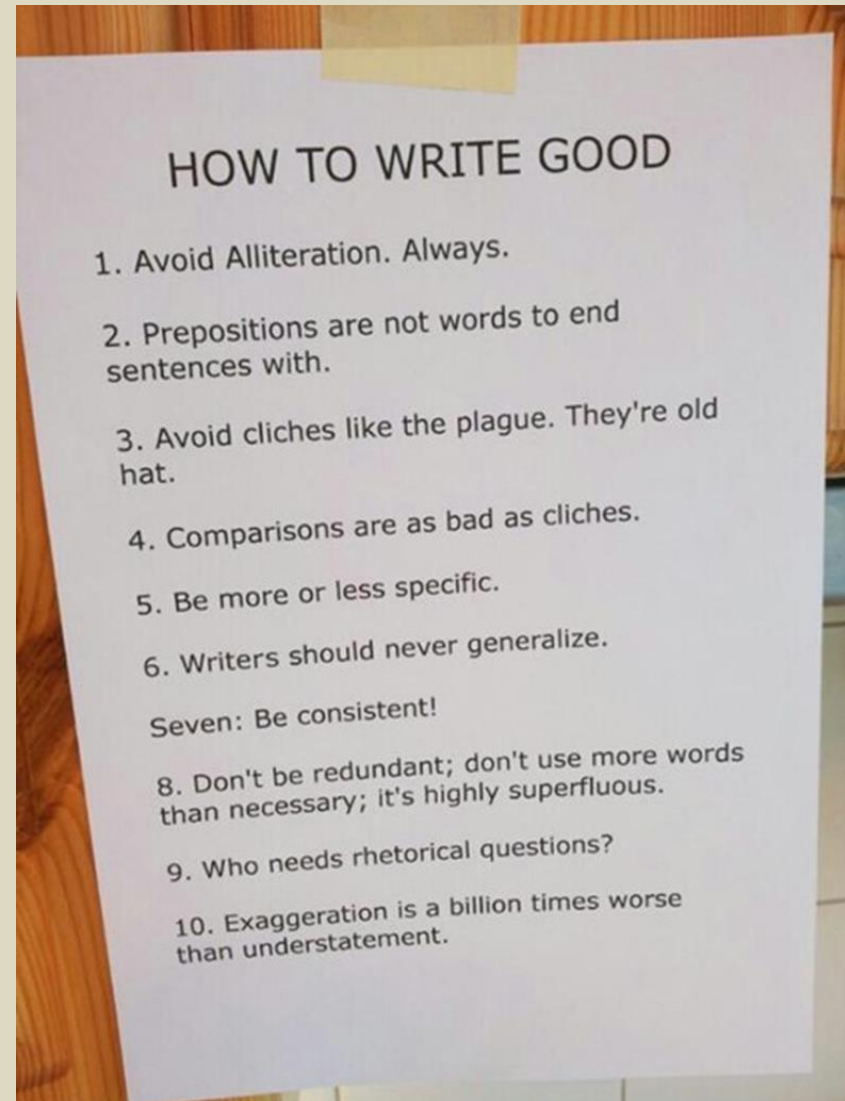 HOW TO WRITE GOOD
1. Avoid Alliteration. Always.
2. Prepositions are not words to end
sentences with.
3. Avoid cliches like the plague. They're old
hat.
4. Comparisons are as bad as cliches.
5. Be more or less specific.
6. Writers should never generalize.
Seven: Be consistent!
8. Don't be redundant; don't use more words
than necessary; it's highly superfluous.
9. Who needs rhetorical questions?
10. Exaggeration is a billion times worse
than understatement.